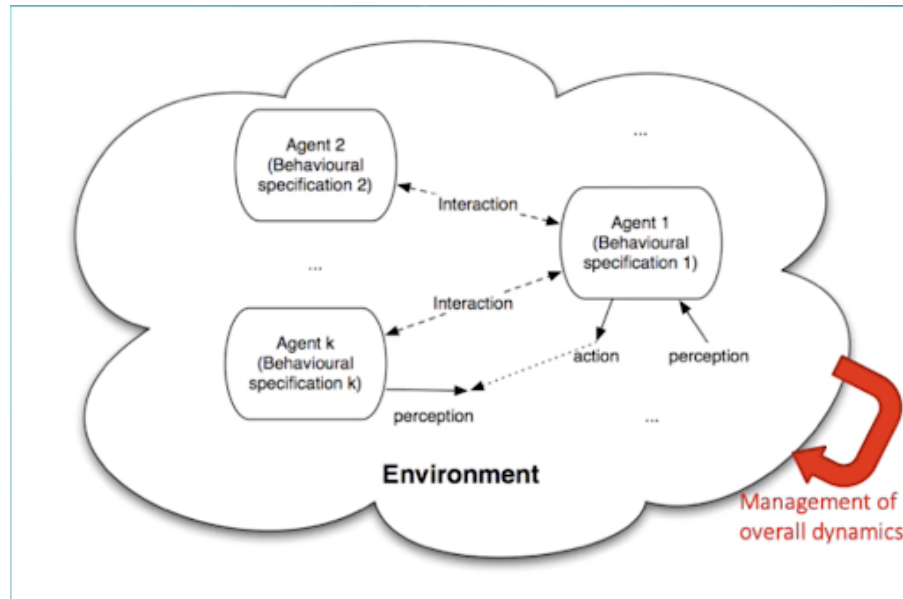 ...
Agent 2
(Behavioural
specification 2)
Interaction
Agent 1
(Behavioural
specification 1)
...
Interaction
Agent k
(Behavioural
specification k)
action
perception
perception
...
Environment
Management of
overall dynamics